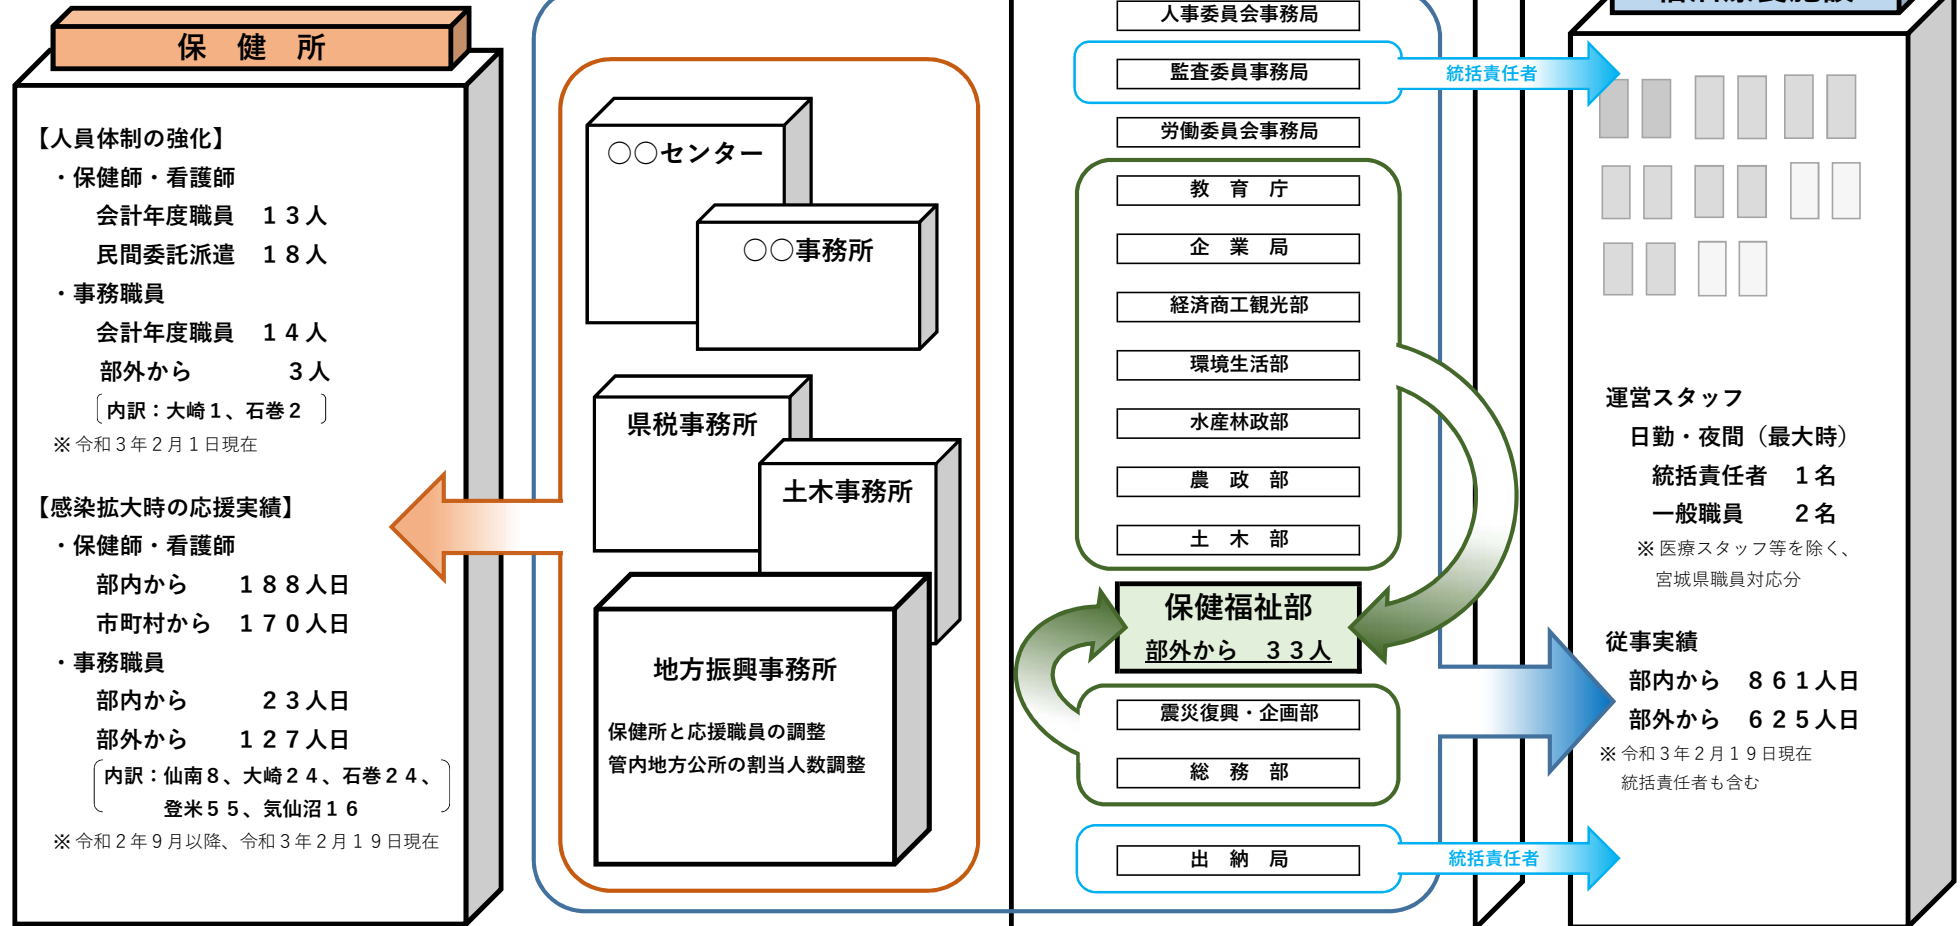 保　健　所
【人員体制の強化】
・保健師・看護師
会計年度職員　１３人
民間委託派遣　１８人
・事務職員
会計年度職員　１４人
部外から　　　　３人
〔内訳：大崎１、石巻２　〕
※ 令和３年２月１日現在
【感染拡大時の応援実績】
・保健師・看護師
部内から　　１８８人日
市町村から　１７０人日
・事務職員
部内から　　　２３人日
部外から　　１２７人日
内訳：仙南８、大崎２４、石巻２４、
登米５５、気仙沼１６
※ 令和２年９月以降、令和３年２月１９日現在
〇〇センター
〇〇事務所
県税事務所
土木事務所
地方振興事務所
保健所と応援職員の調整
管内地方公所の割当人数調整
人事委員会事務局
監査委員事務局
統括責任者
労働委員会事務局
教　育　庁
企　業　局
経済商工観光部
環境生活部
水産林政部
農　政　部
土　木　部
保健福祉部
部外から　３３人
震災復興・企画部
総　務　部
出　納　局
統括責任者
運営スタッフ
日勤・夜間（最大時）
統括責任者　１名
一般職員　　２名
※ 医療スタッフ等を除く、
宮城県職員対応分
従事実績
部内から　８６１人日
部外から　６２５人日
※ 令和３年２月１９日現在
統括責任者も含む